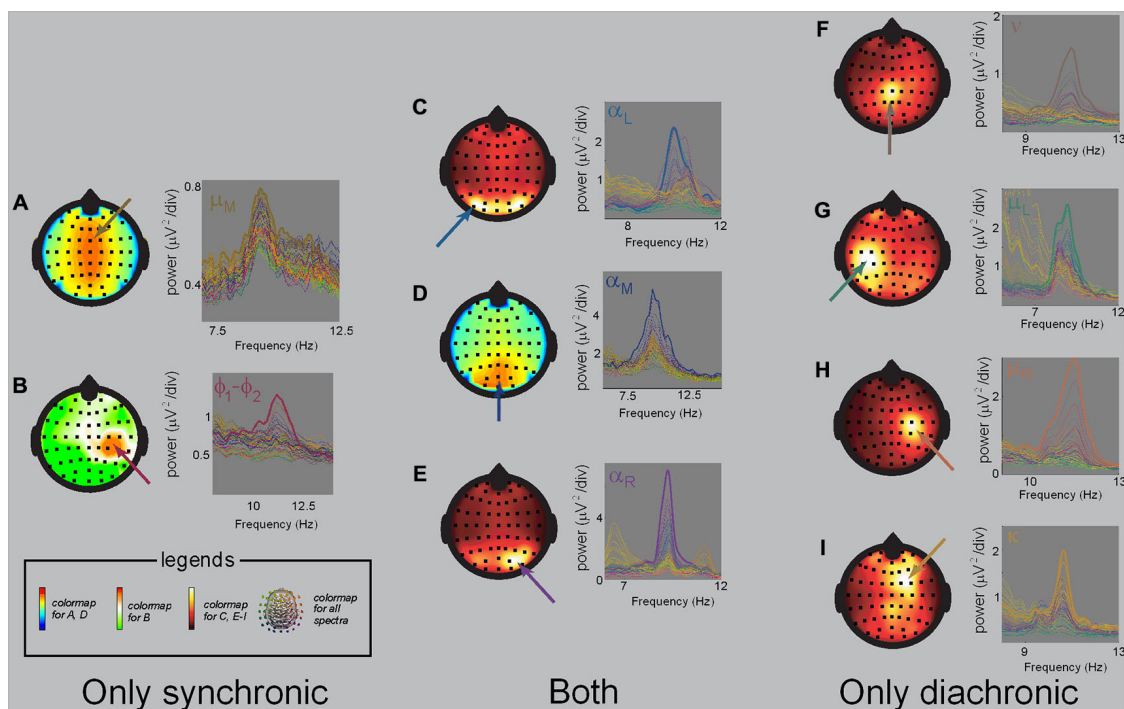 A
power (µV²/div)
0.8
0.4
μM
7.5
12.5
Frequency (Hz)
B
power (µV²/div)
1
0.5
ϕ1-ϕ2
10
12.5
Frequency (Hz)
legends
colormap for A, D
colormap for B
colormap for C, E-I
colormap for all spectra
Only synchronic
C
power (µV²/div)
2
1
αL
8
12
Frequency (Hz)
D
power (µV²/div)
4
2
αM
7.5
12.5
Frequency (Hz)
E
power (µV²/div)
4
0
αR
7
12
Frequency (Hz)
Both
F
power (µV²/div)
2
1
ν
9
13
Frequency (Hz)
G
power (µV²/div)
2
1
μL
7
12
Frequency (Hz)
H
power (µV²/div)
2
0
10
13
Frequency (Hz)
I
power (µV²/div)
2
1
κ
9
13
Frequency (Hz)
Only diachronic